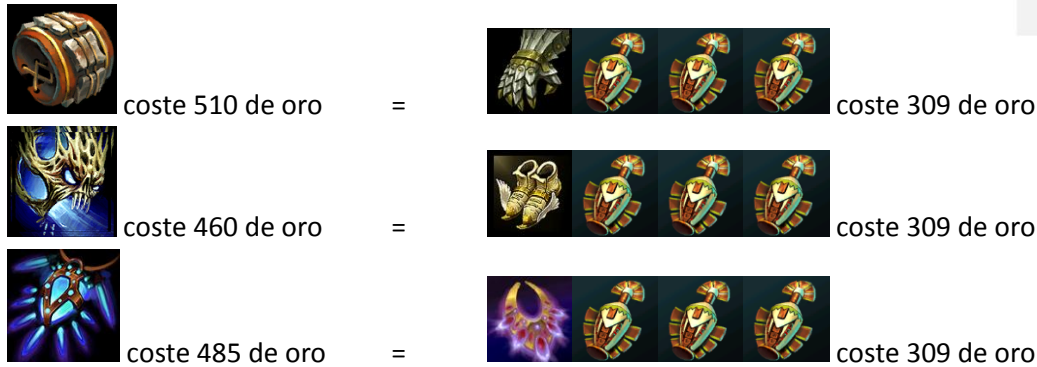 coste 510 de oro = coste 309 de oro
coste 460 de oro = coste 309 de oro
coste 485 de oro = coste 309 de oro